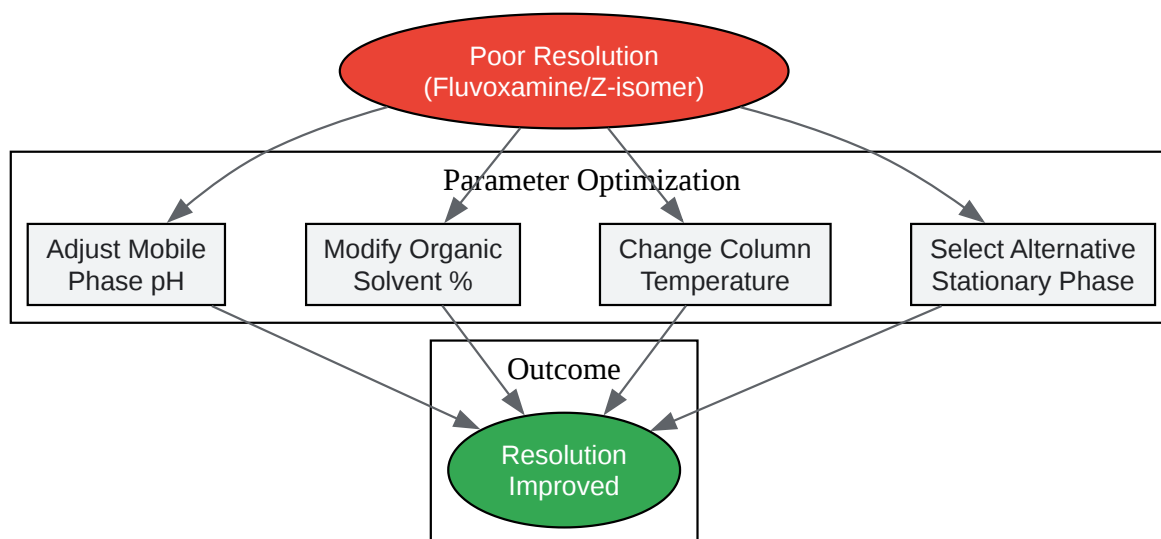 Poor Resolution
(Fluvoxamine/Z-isomer)
Parameter Optimization
Adjust Mobile
Phase pH
Modify Organic
Solvent %
Change Column
Temperature
Select Alternative
Stationary Phase
Outcome
Resolution
Improved